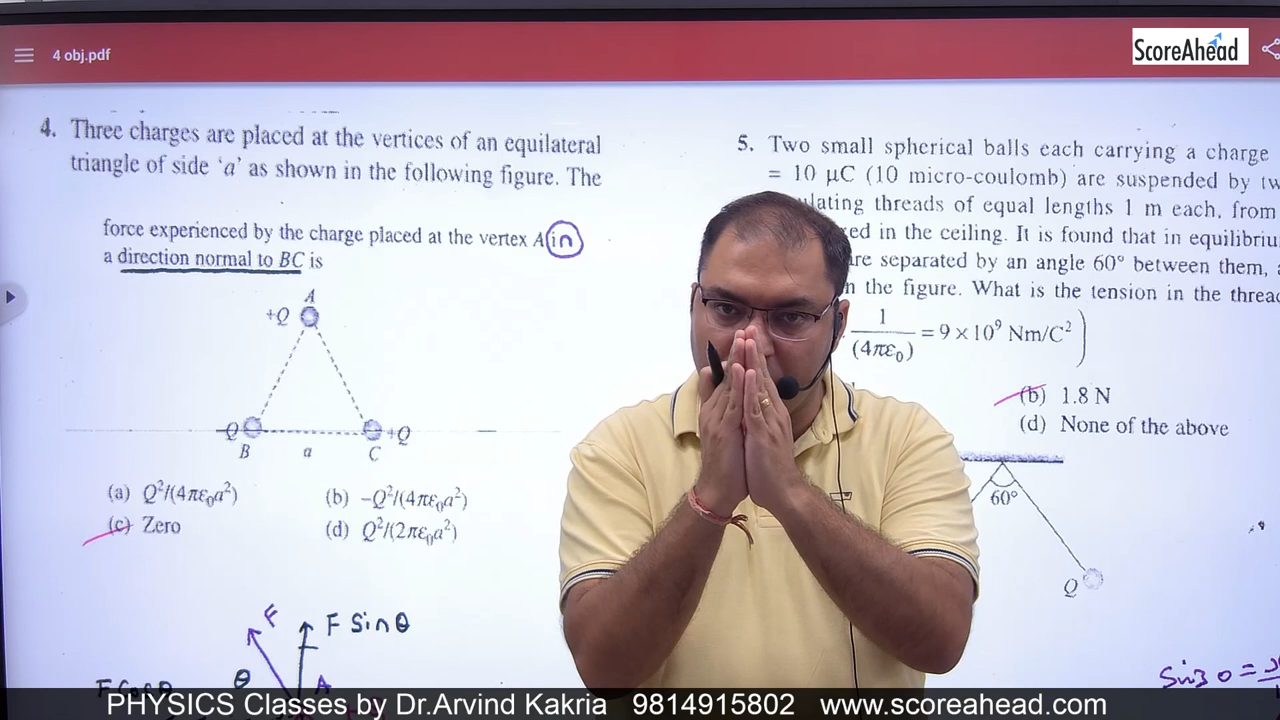 4 obj.pdf
ScoreAhead
4. Three charges are placed at the vertices of an equilateral
triangle of side ‘a’ as shown in the following figure. The
force experienced by the charge placed at the vertex A in
a direction normal to BC is
A
+Q
-Q
+Q
B
a
C
(a) Q²/(4πε₀a²)
(b) –Q²/(4πε₀a²)
(c) Zero
(d) Q²/(2πε₀a²)
F
F Sinθ
θ
A
5. Two small spherical balls each carrying a charge
= 10 μC (10 micro-coulomb) are suspended by
threads of equal lengths 1 m each, from
in the ceiling. It is found that in
are separated by an angle 60° between them,
the figure. What is the tension in the
1
(4πε₀)
= 9 × 10⁹ Nm/C² )
(b) 1.8 N
(d) None of the above
60°
Q
PHYSICS Classes by Dr.Arvind Kakria 9814915802 www.scoreahead.com